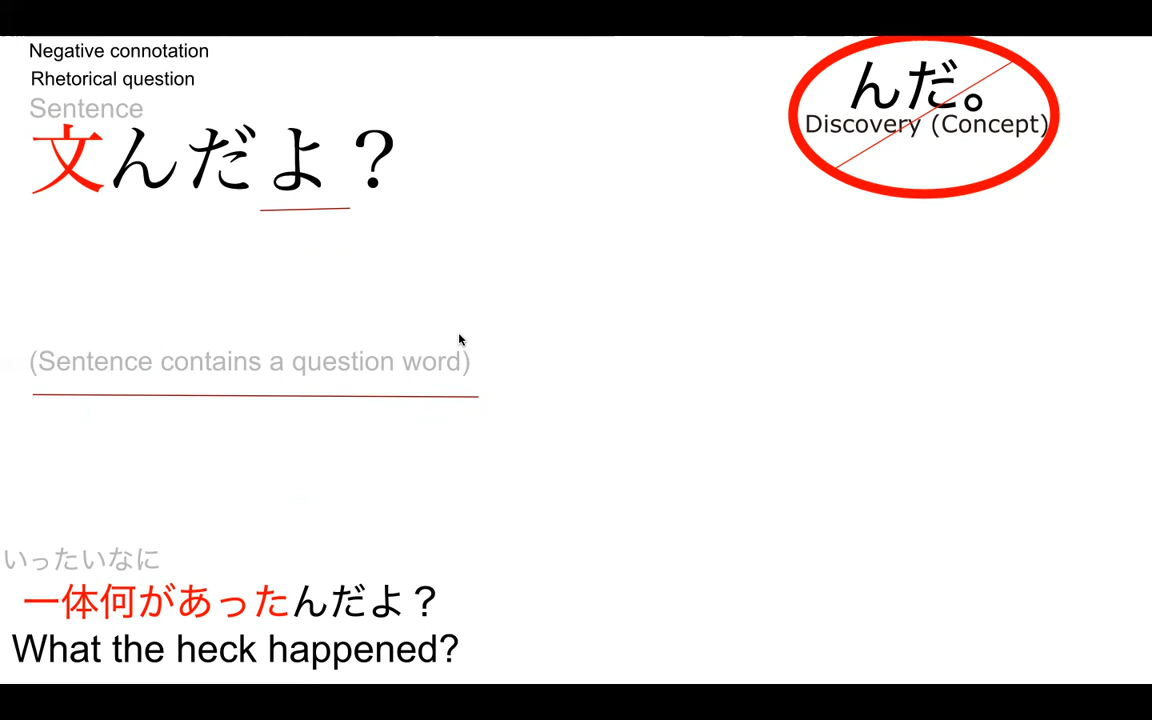 Negative connotation
Rhetorical question
Sentence
文んだよ？
んだ。
Discovery (Concept)
(Sentence contains a question word)
いったいなに
一体何があったんだよ？
What the heck happened?